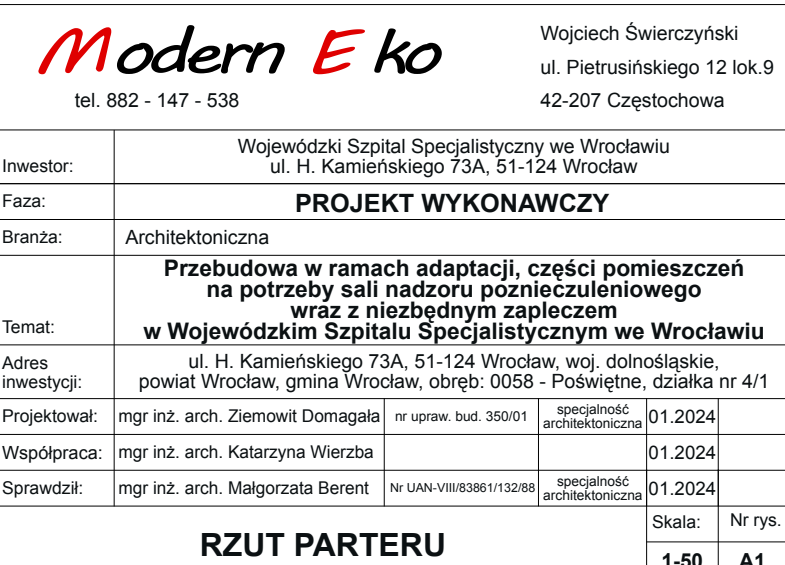 Modern Eko
tel. 882 - 147 - 538
Wojciech Świerczyński
ul. Pietrusińskiego 12 lok.9
42-207 Częstochowa
Inwestor:
Wojewódzki Szpital Specjalistyczny we Wrocławiu
ul. H. Kamieńskiego 73A, 51-124 Wrocław
Faza:
PROJEKT WYKONAWCZY
Branża:
Architektoniczna
Temat:
Przebudowa w ramach adaptacji, części pomieszczeń
na potrzeby sali nadzoru poznieczuleniowego
wraz z niezbędnym zapleczem
w Wojewódzkim Szpitalu Specjalistycznym we Wrocławiu
Adres
inwestycji:
ul. H. Kamieńskiego 73A, 51-124 Wrocław, woj. dolnośląskie,
powiat Wrocław, gmina Wrocław, obręb: 0058 - Poświętne, działka nr 4/1
Projektował: mgr inż. arch. Ziemowit Domagała nr upraw. bud. 350/01 specjalność architektoniczna 01.2024
Współpraca: mgr inż. arch. Katarzyna Wierzba 01.2024
Sprawdził: mgr inż. arch. Małgorzata Berent Nr UAN-VIII/83861/132/88 specjalność architektoniczna 01.2024
RZUT PARTERU
Skala: Nr rys.
1-50 A1